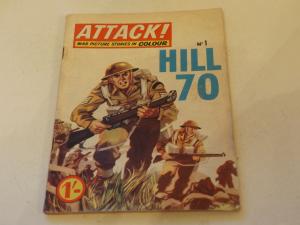 ATTACK!
WAR PICTURE STORIES IN COLOUR
Nº 1
HILL
70
1/-